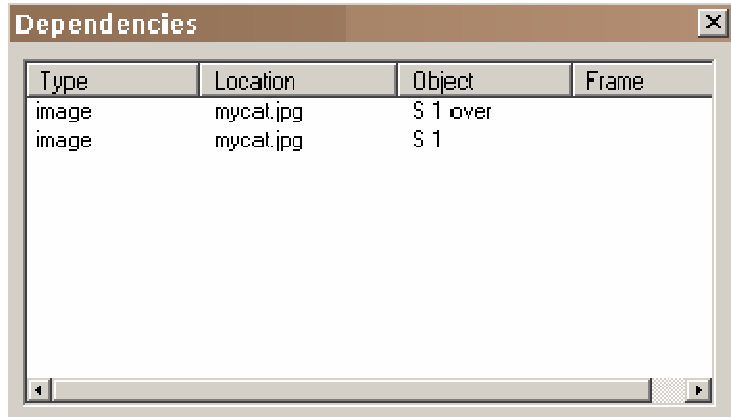 Dependencies
Type Location Object Frame
image mycat.jpg S 1 over
image mycat.jpg S 1